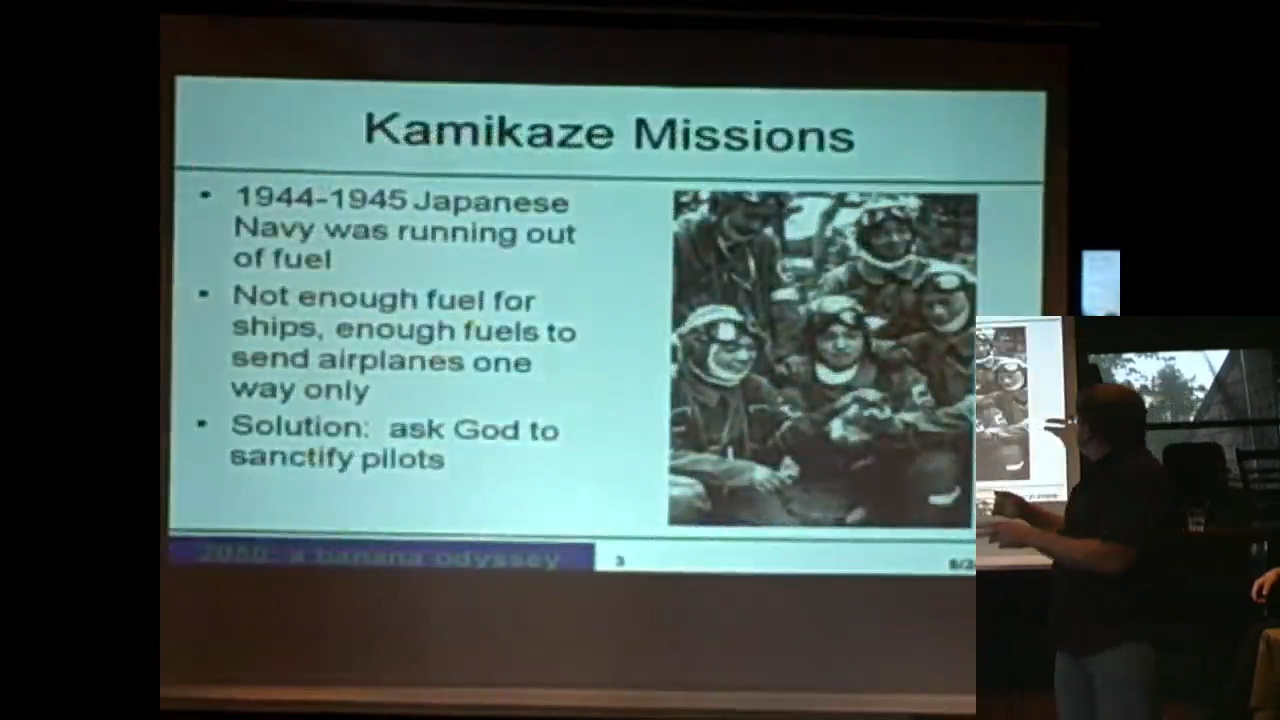 Kamikaze Missions
• 1944-1945 Japanese
Navy was running out
of fuel
• Not enough fuel for
ships, enough fuels to
send airplanes one
way only
• Solution: ask God to
sanctify pilots
a banana odyssey
3